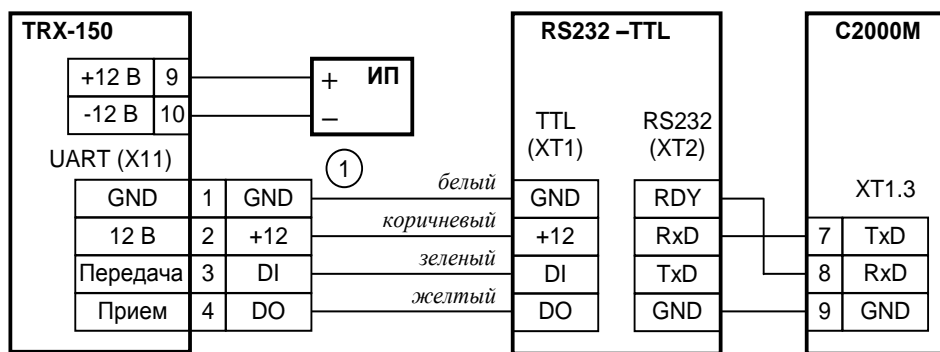 TRX-150 RS232 –TTL C2000M
+12 В 9 + ИП
-12 В 10 –
TTL RS232
(XT1) (XT2)
UART (X11) 1
XT1.3
GND 1 GND белый GND RDY
12 В 2 +12 коричневый +12 RxD 7 TxD
Передача 3 DI зеленый DI TxD 8 RxD
Прием 4 DO желтый DO GND 9 GND